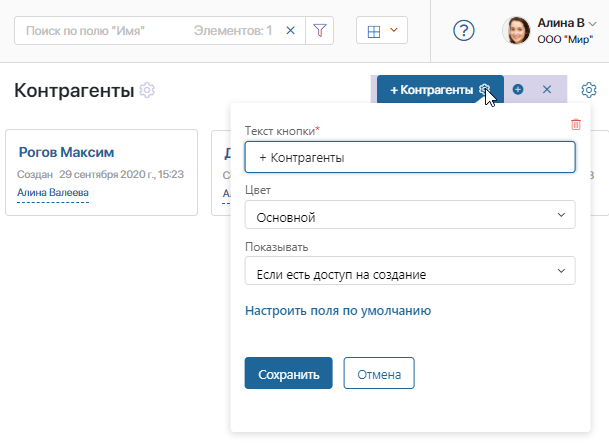 Поиск по полю "Имя" Элементов: 1
Алина В
ООО "Мир"
Контрагенты
+ Контрагенты
Рогов Максим
Создан 29 сентября 2020 г., 15:23
Алина Валеева
Текст кнопки*
+ Контрагенты
Цвет
Основной
Показывать
Если есть доступ на создание
Настроить поля по умолчанию
Сохранить
Отмена